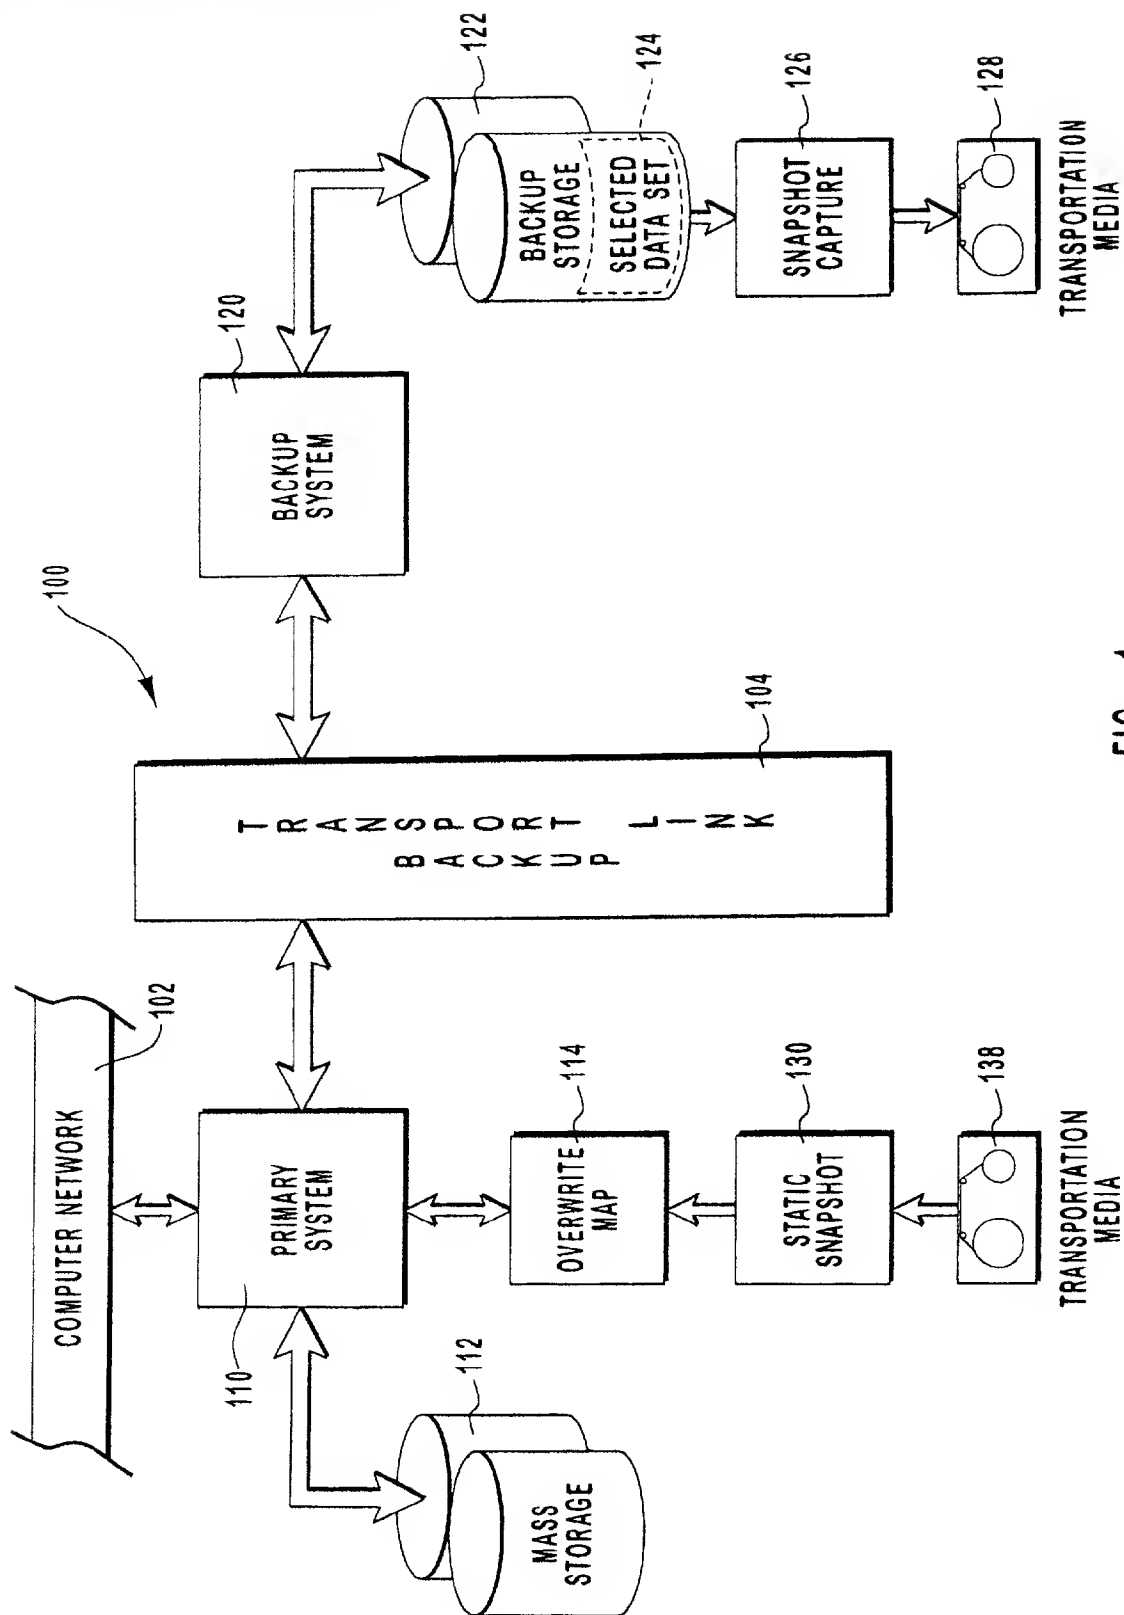 COMPUTER NETWORK
102
100
110
PRIMARY
SYSTEM
BACKUP
SYSTEM
120
112
MASS
STORAGE
BACKUP
TRANSPORT LINK
104
122
BACKUP
STORAGE
SELECTED
DATA SET
124
OVERWRITE
MAP
114
STATIC
SNAPSHOT
130
SNAPSHOT
CAPTURE
126
138
128
TRANSPORTATION
MEDIA
TRANSPORTATION
MEDIA